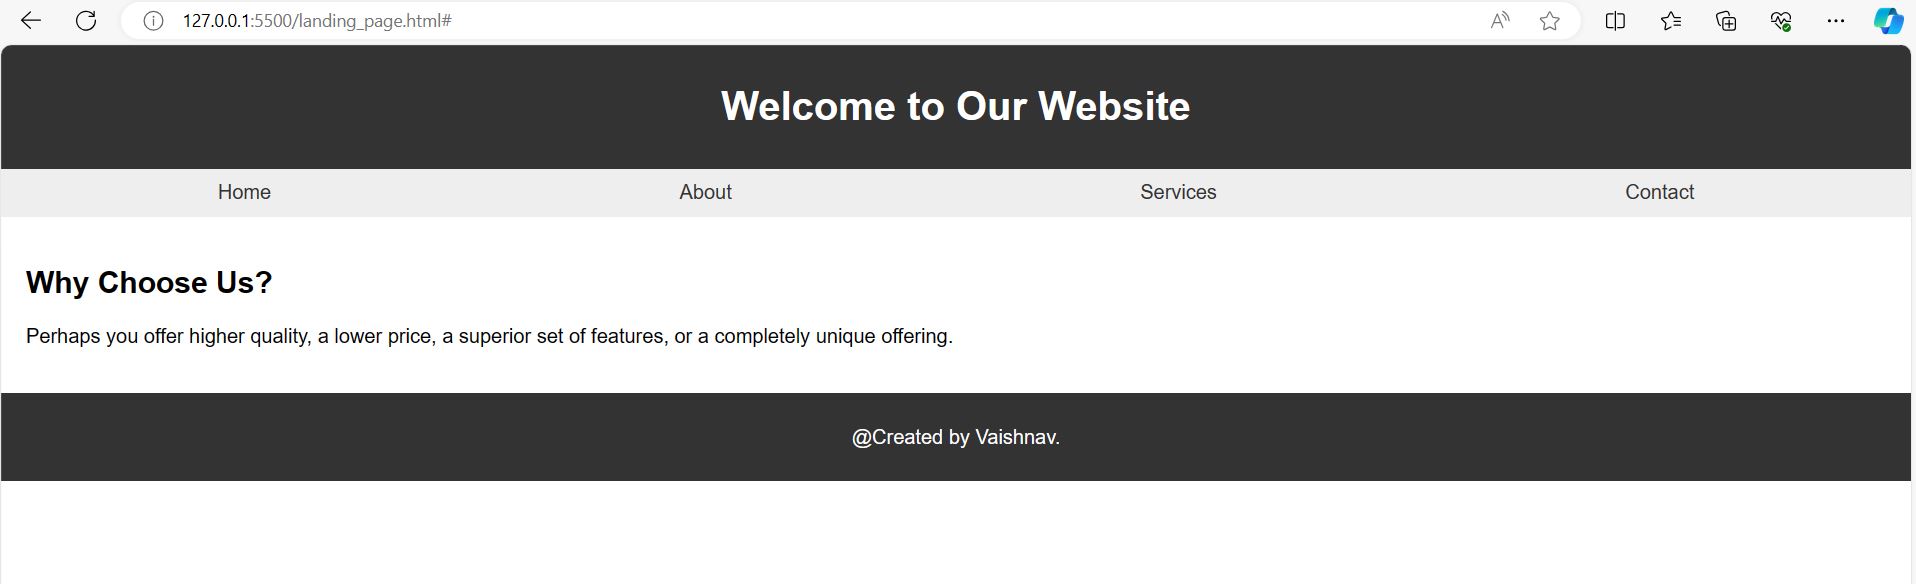 127.0.0.1:5500/landing_page.html#
Welcome to Our Website
Home About Services Contact
Why Choose Us?
Perhaps you offer higher quality, a lower price, a superior set of features, or a completely unique offering.
@Created by Vaishnav.